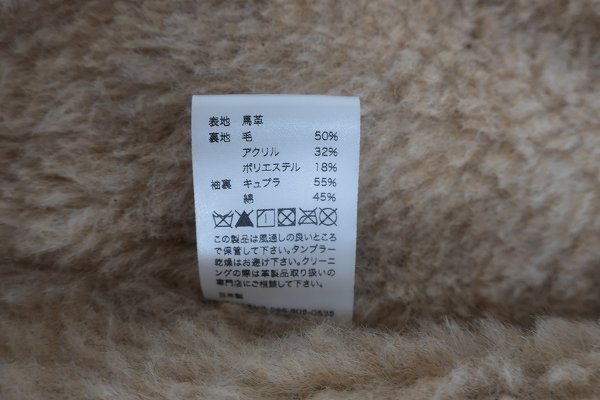 表地 馬革
裏地 毛 50%
アクリル 32%
ポリエステル 18%
袖裏 キュプラ 55%
綿 45%
この製品は風通しの良いところ
で保管して下さい。タンブラー
乾燥はお避け下さい。クリーニ
ングの際は革製品取り扱いの
専門店にご相談して下さい。
日本製